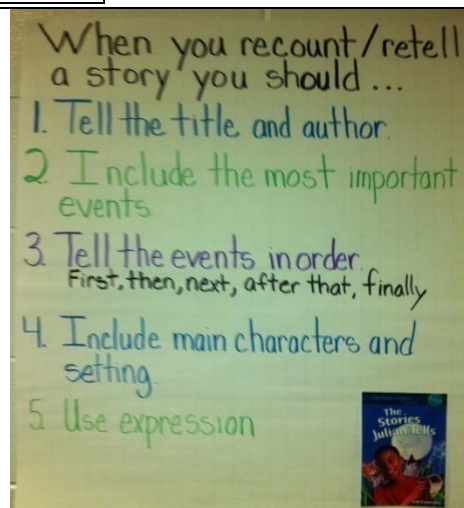 When you recount/retell
a story you should...
1. Tell the title and author.
2. Include the most important
events.
3. Tell the events in order.
First, then, next, after that, finally
4. Include main characters and
setting.
5. Use expression
The
Stories
Julian Tells